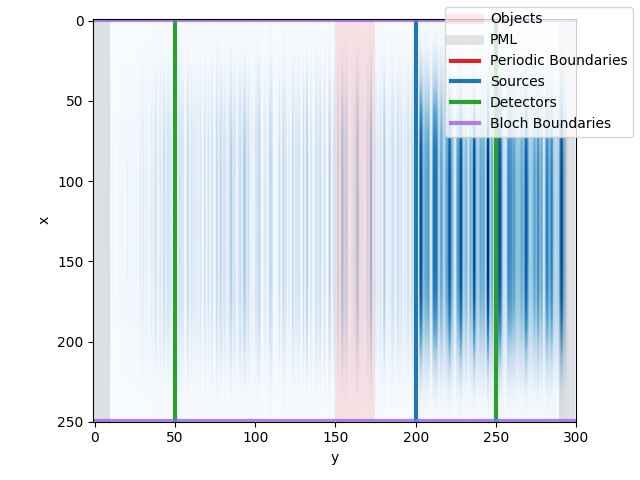 Objects
PML
Periodic Boundaries
Sources
Detectors
Bloch Boundaries
0
50
100
150
200
250
x
0 50 100 150 200 250 300
y